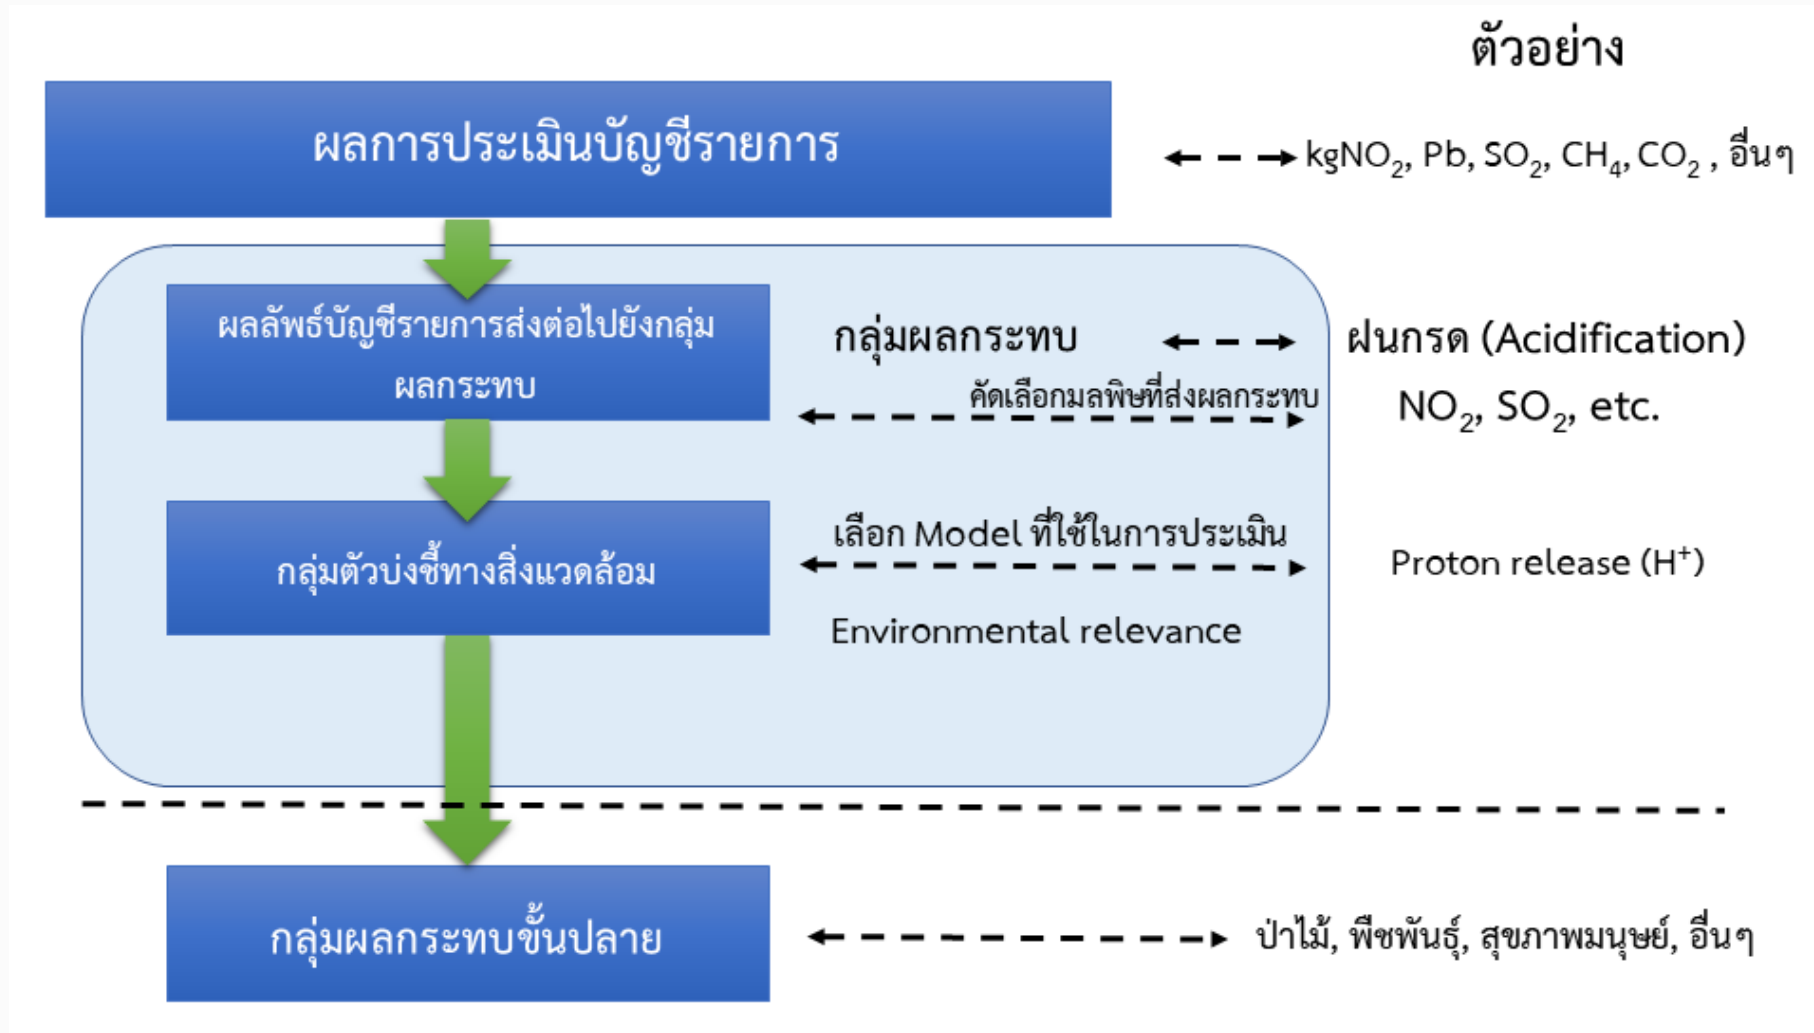 ตัวอย่าง
ผลการประเมินบัญชีรายการ
kgNO₂, Pb, SO₂, CH₄, CO₂ , อื่นๆ
ผลลัพธ์บัญชีรายการส่งต่อไปยังกลุ่ม
ผลกระทบ
กลุ่มผลกระทบ
ฝนกรด (Acidification)
คัดเลือกมลพิษที่ส่งผลกระทบ
NO₂, SO₂, etc.
กลุ่มตัวบ่งชี้ทางสิ่งแวดล้อม
เลือก Model ที่ใช้ในการประเมิน
Proton release (H⁺)
Environmental relevance
กลุ่มผลกระทบขั้นปลาย
ป่าไม้, พืชพันธุ์, สุขภาพมนุษย์, อื่นๆ